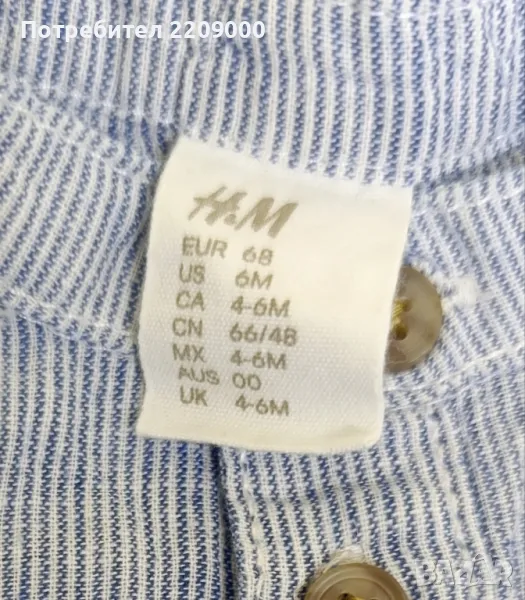 Потребител 2209000
H&M
EUR 68
US 6M
CA 4-6M
CN 66/48
MX 4-6M
AUS 00
UK 4-6M
BAZAR